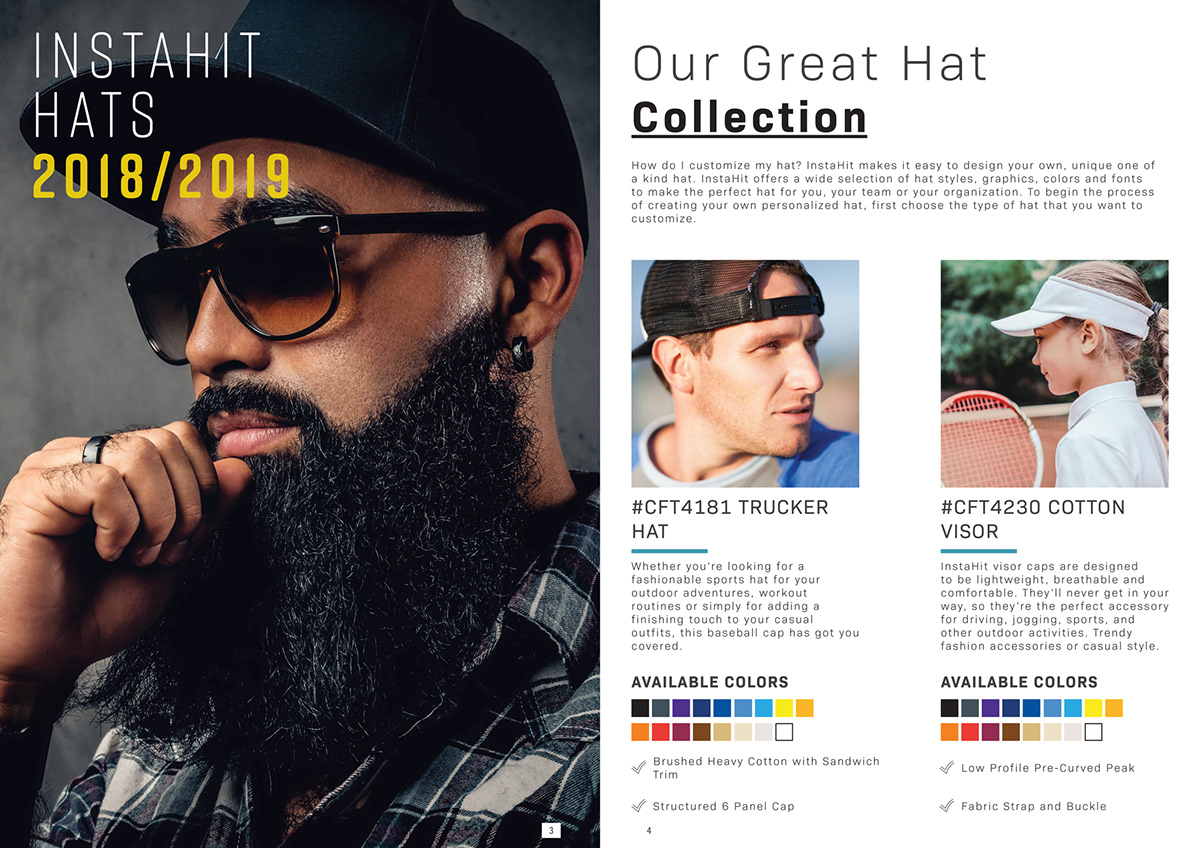 INSTAHIT
HATS
2018/2019
3
Our Great Hat
Collection
How do I customize my hat? InstaHit makes it easy to design your own, unique one of
a kind hat. InstaHit offers a wide selection of hat styles, graphics, colors and fonts
to make the perfect hat for you, your team or your organization. To begin the process
of creating your own personalized hat, first choose the type of hat that you want to
customize.
#CFT4181 TRUCKER
HAT
Whether you're looking for a
fashionable sports hat for your
outdoor adventures, workout
routines or simply for adding a
finishing touch to your casual
outfits, this baseball cap has got you
covered.
AVAILABLE COLORS
Brushed Heavy Cotton with Sandwich
Trim
Structured 6 Panel Cap
#CFT4230 COTTON
VISOR
InstaHit visor caps are designed
to be lightweight, breathable and
comfortable. They'll never get in your
way, so they're the perfect accessory
for driving, jogging, sports, and
other outdoor activities. Trendy
fashion accessories or casual style.
AVAILABLE COLORS
Low Profile Pre-Curved Peak
Fabric Strap and Buckle
4